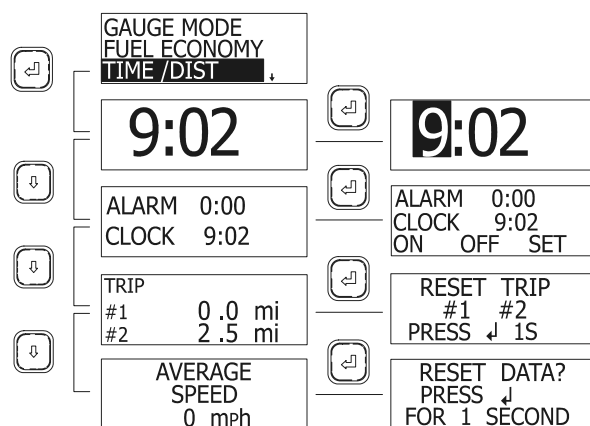 GAUGE MODE
FUEL ECONOMY
TIME /DIST ↓
9:02
9:02
ALARM 0:00
CLOCK 9:02
ALARM 0:00
CLOCK 9:02
ON OFF SET
TRIP
#1 0.0 mi
#2 2.5 mi
RESET TRIP
#1 #2
PRESS ↲ 1S
AVERAGE
SPEED
0 mPh
RESET DATA?
PRESS ↲
FOR 1 SECOND